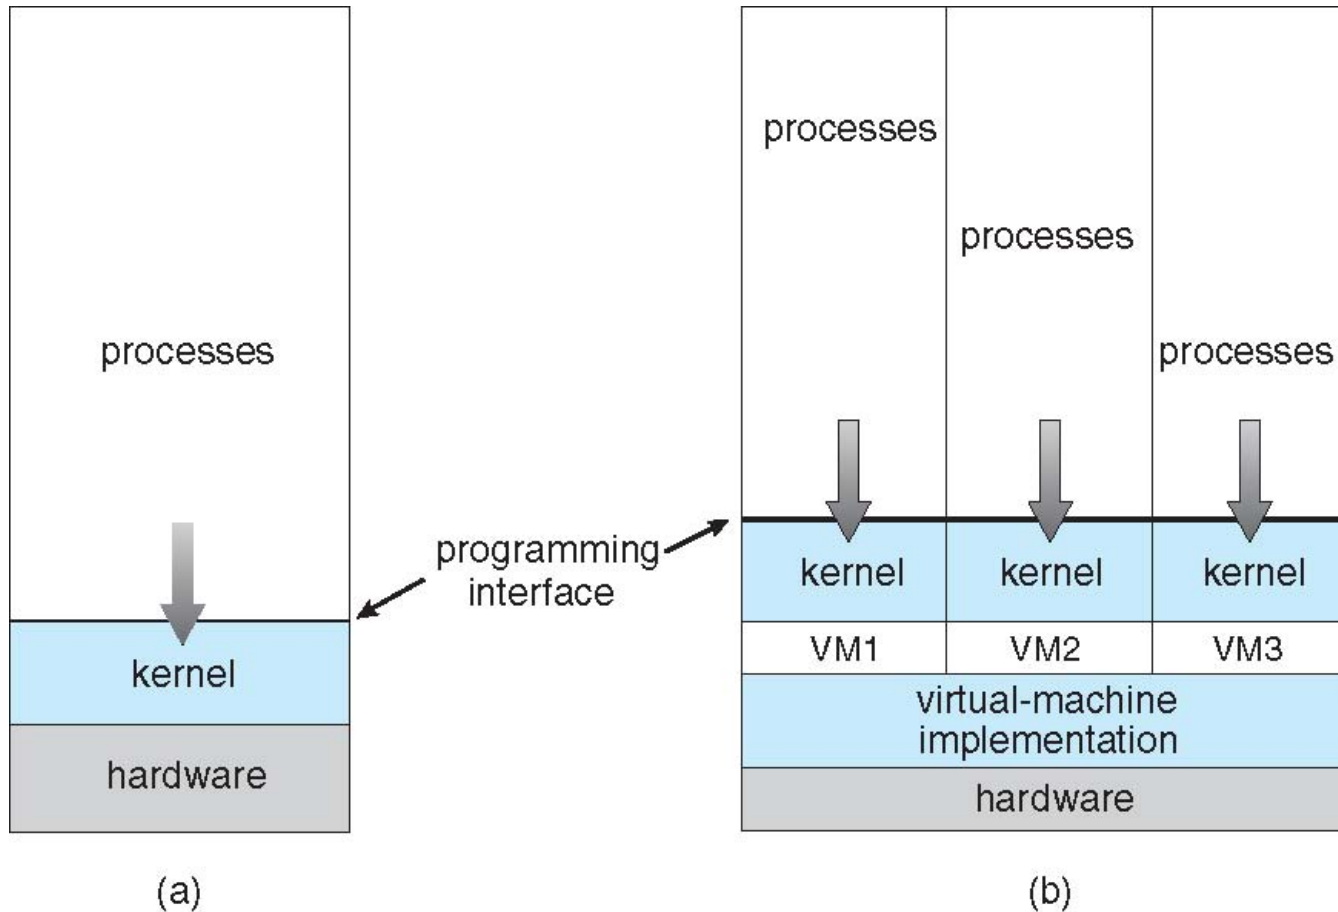 processes
kernel
hardware
(a)
programming
interface
processes
processes
processes
kernel
kernel
kernel
VM1
VM2
VM3
virtual-machine
implementation
hardware
(b)